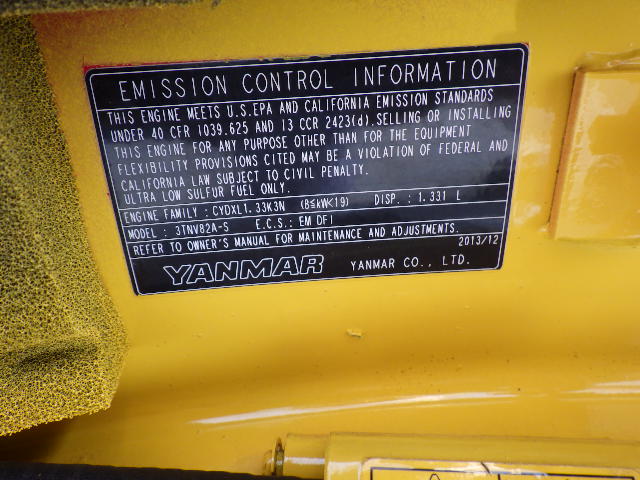 EMISSION CONTROL INFORMATION
THIS ENGINE MEETS U.S.EPA AND CALIFORNIA EMISSION STANDARDS
UNDER 40 CFR 1039.625 AND 13 CCR 2423(d).SELLING OR INSTALLING
THIS ENGINE FOR ANY PURPOSE OTHER THAN FOR THE EQUIPMENT
FLEXIBILITY PROVISIONS CITED MAY BE A VIOLATION OF FEDERAL AND
CALIFORNIA LAW SUBJECT TO CIVIL PENALTY.
ULTRA LOW SULFUR FUEL ONLY.
ENGINE FAMILY : CYDXL1.33K3N (8≤kW<19) DISP. : 1.331 L
MODEL : 3TNV82A-S E.C.S.: EM DFI
REFER TO OWNER'S MANUAL FOR MAINTENANCE AND ADJUSTMENTS. 2013/12
YANMAR YANMAR CO., LTD.